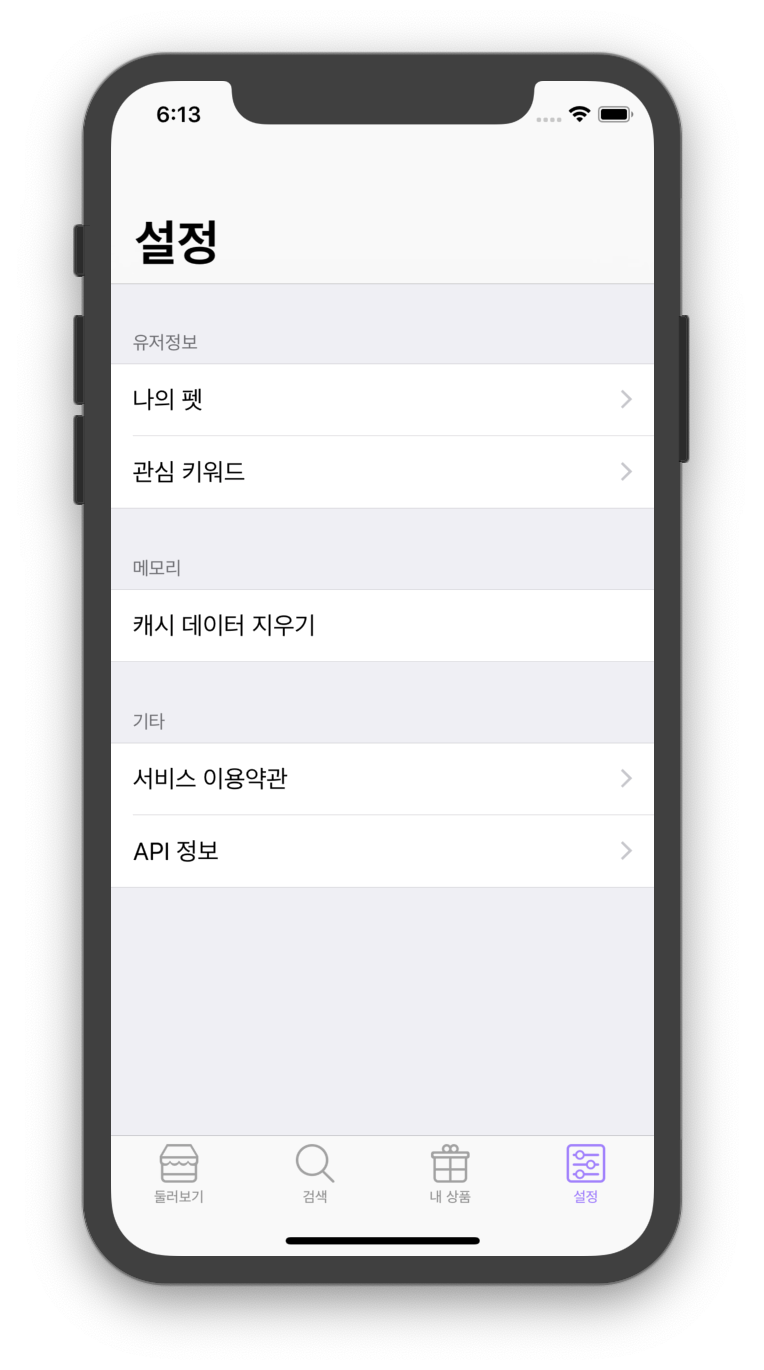 6:13
설정
유저정보
나의 펫
관심 키워드
메모리
캐시 데이터 지우기
기타
서비스 이용약관
API 정보
둘러보기
검색
내 상품
설정